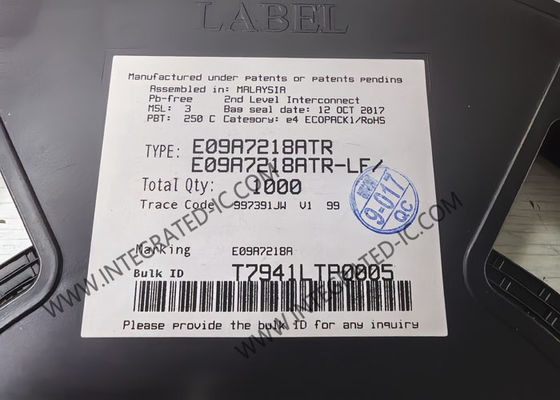 LABEL
Manufactured under patents or patents pending
Assembled in: MALAYSIA
Pb-free 2nd Level Interconnect
MSL: 3 Bag seal date: 12 OCT 2017
PBT: 250 C Category: e4 ECOPACK1/RoHS
TYPE: E09A7218ATR
E09A7218ATR-LF/
Total Qty: 1000
Trace Code 997391JW V1 99
9-017
QC
Marking E09A7218A
Bulk ID T7941LTP0005
Please provide the bulk ID for any inquiry
WWW.INTEGRATED-IC.COM
WWW.INTEGRATED-IC.COM